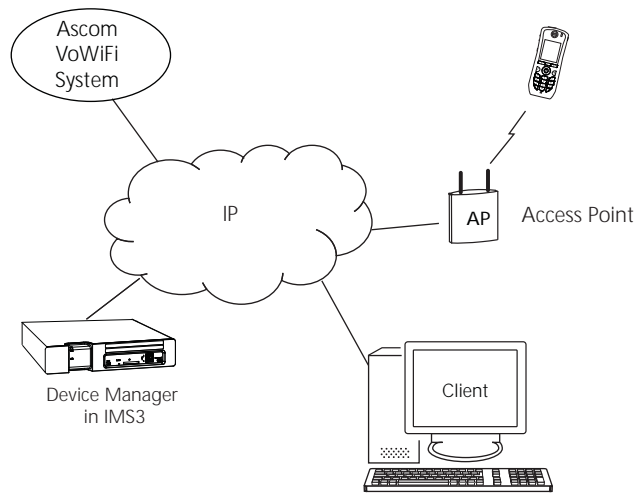 Ascom
VoWiFi
System
IP
AP
Access Point
Device Manager
in IMS3
Client